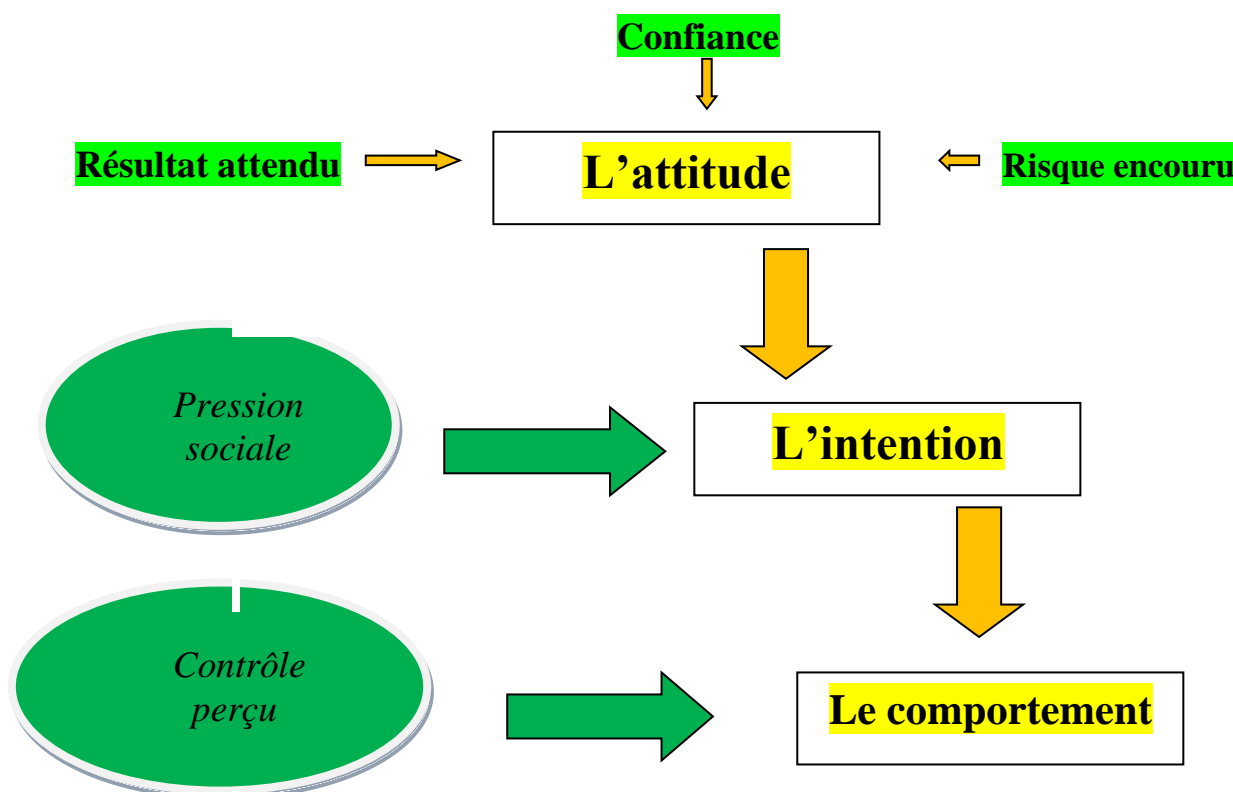 Confiance
Résultat attendu
L’attitude
Risque encouru
Pression
sociale
L’intention
Contrôle
perçu
Le comportement